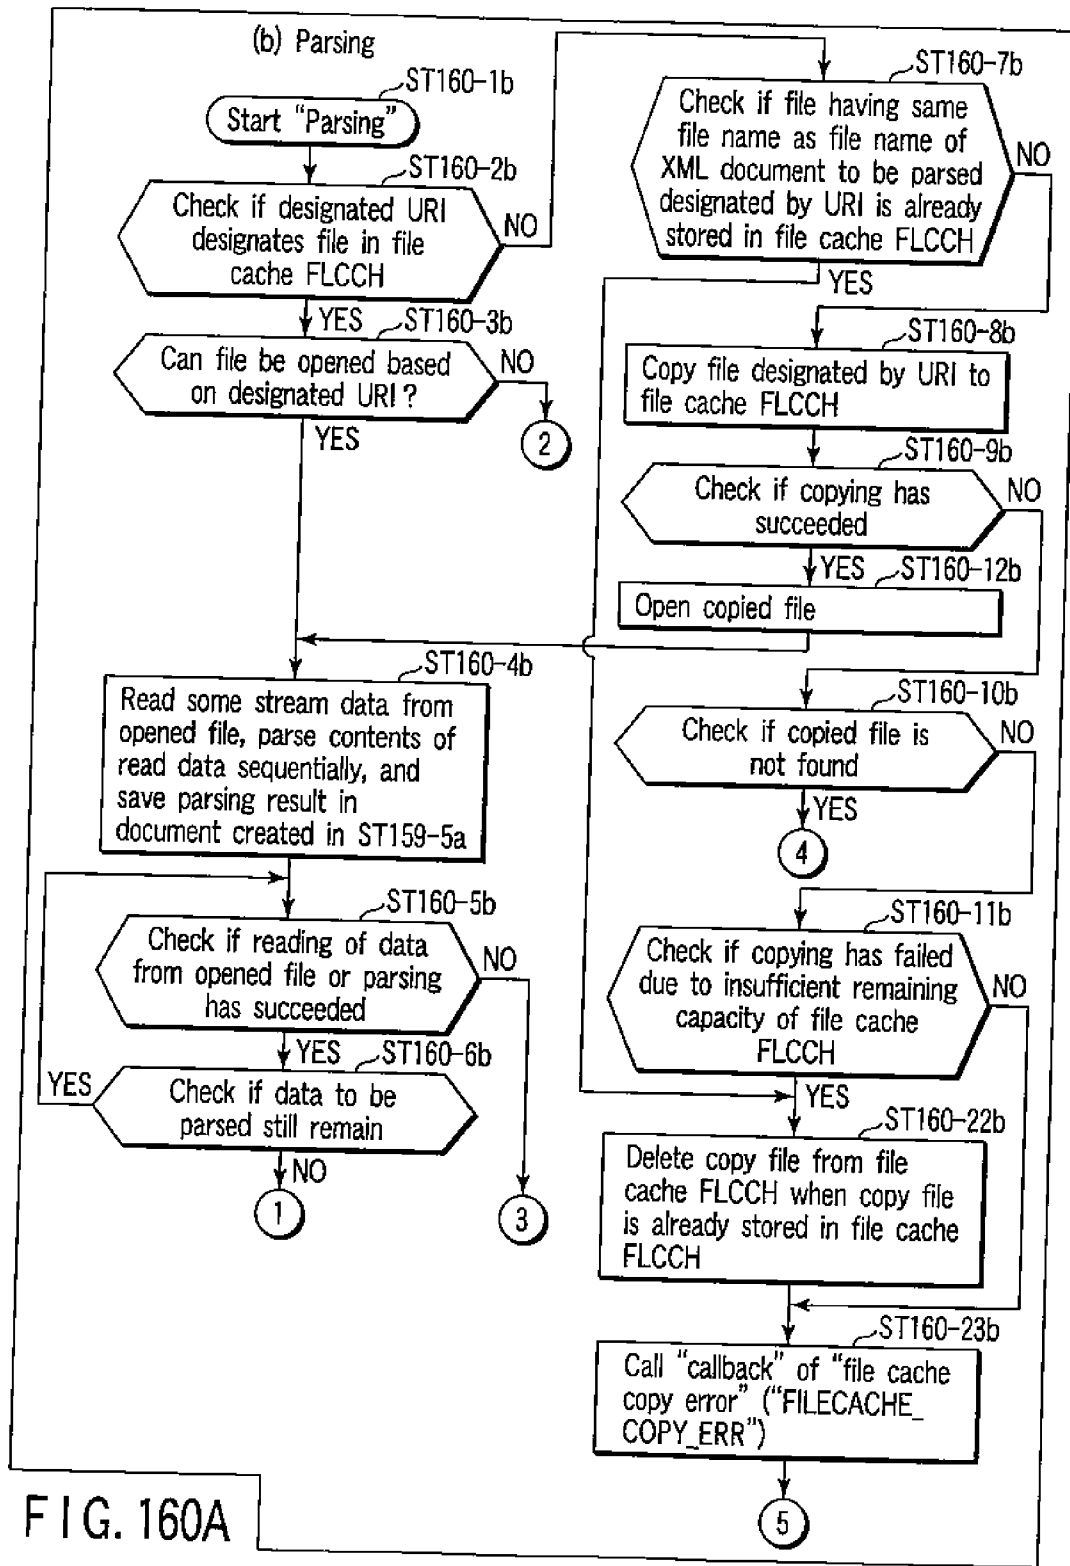 (b) Parsing
ST160-1b
Start "Parsing"
ST160-2b
Check if designated URI
designates file in file
cache FLCCH
NO
YES
ST160-3b
Can file be opened based
on designated URI?
NO
2
YES
ST160-4b
Read some stream data from
opened file, parse contents of
read data sequentially, and
save parsing result in
document created in ST159-5a
ST160-5b
Check if reading of data
from opened file or parsing
has succeeded
NO
YES
ST160-6b
YES
Check if data to be
parsed still remain
NO
1
3
ST160-7b
Check if file having same
file name as file name of
XML document to be parsed
designated by URI is already
stored in file cache FLCCH
NO
YES
ST160-8b
Copy file designated by URI to
file cache FLCCH
ST160-9b
Check if copying has
succeeded
NO
YES
ST160-12b
Open copied file
ST160-10b
Check if copied file is
not found
NO
YES
4
ST160-11b
Check if copying has failed
due to insufficient remaining
capacity of file cache
FLCCH
NO
YES
ST160-22b
Delete copy file from file
cache FLCCH when copy file
is already stored in file cache
FLCCH
ST160-23b
Call "callback" of "file cache
copy error" ("FILECACHE_
COPY_ERR")
5
FIG. 160A